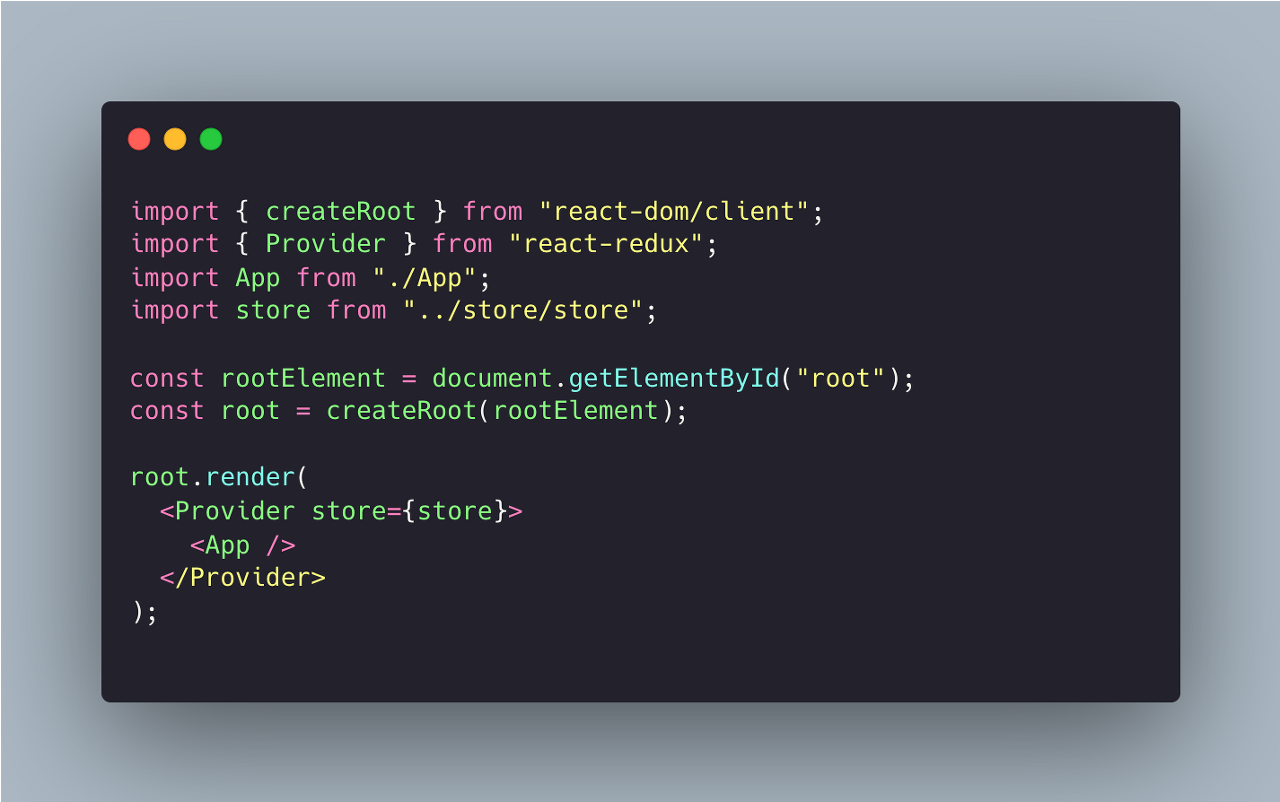 import { createRoot } from "react-dom/client";
import { Provider } from "react-redux";
import App from "./App";
import store from "../store/store";

const rootElement = document.getElementById("root");
const root = createRoot(rootElement);

root.render(
  <Provider store={store}>
    <App />
  </Provider>
);